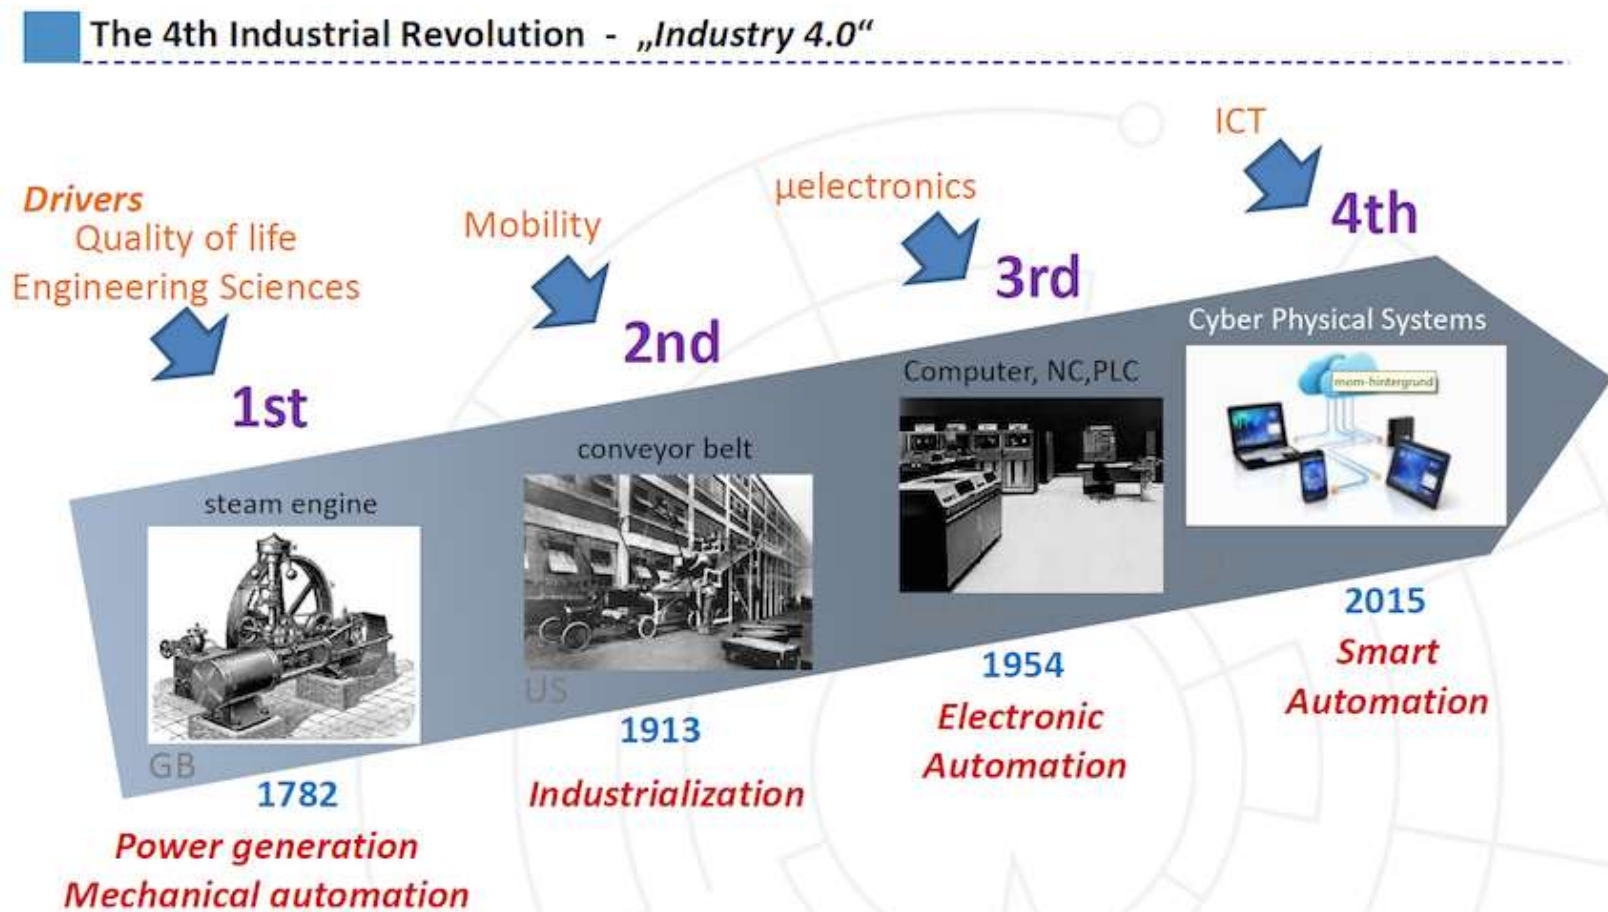 The 4th Industrial Revolution - „Industry 4.0“
Drivers
Quality of life
Engineering Sciences
1st
steam engine
GB
1782
Power generation
Mechanical automation
Mobility
2nd
conveyor belt
US
1913
Industrialization
µelectronics
3rd
Computer, NC,PLC
1954
Electronic
Automation
ICT
4th
Cyber Physical Systems
mom-hintergrund
2015
Smart
Automation